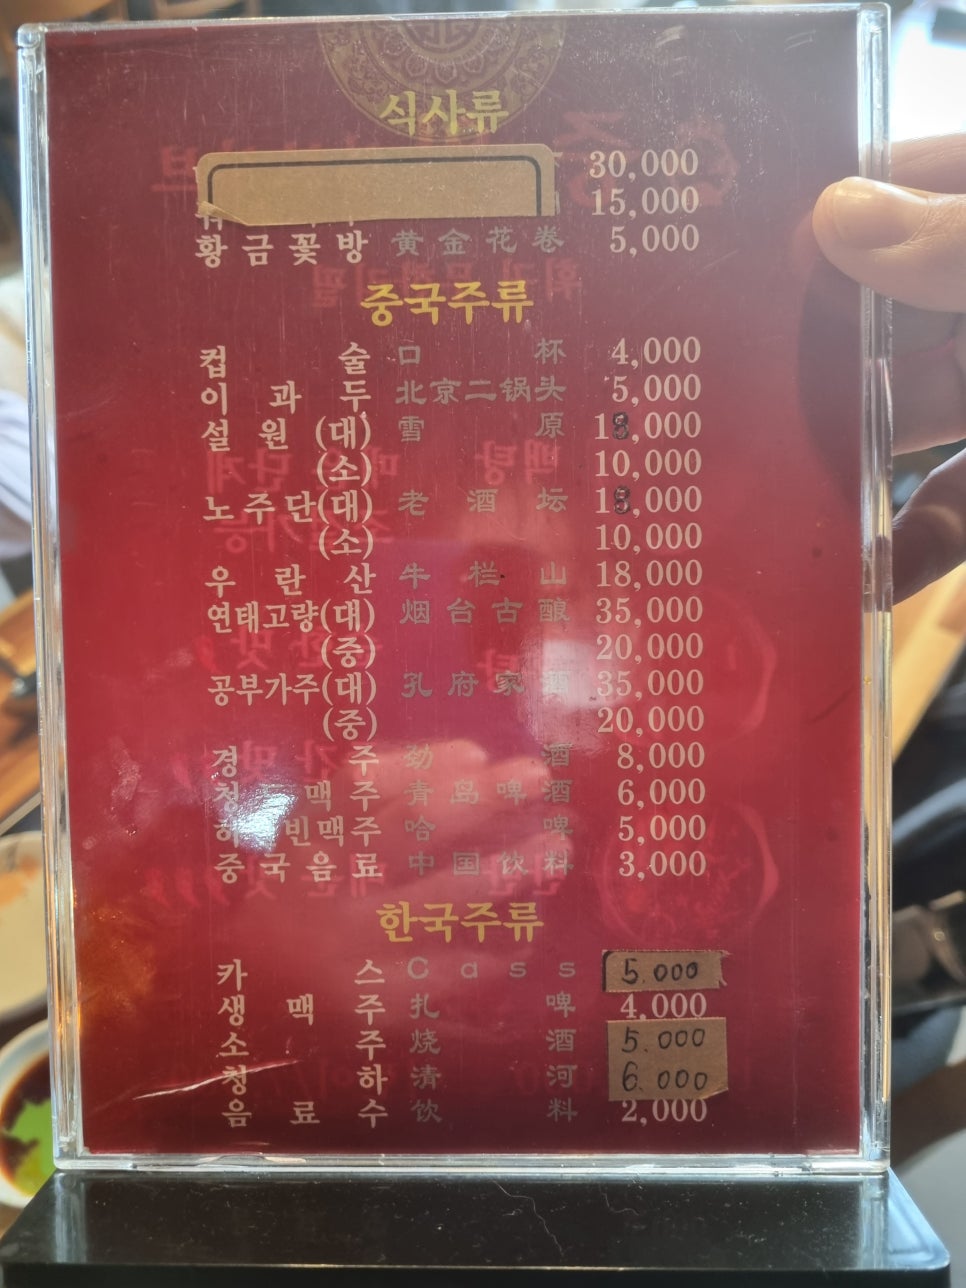 식사류
30,000
15,000
황금꽃방 黄金花卷 5,000
중국주류
컵술 口杯 4,000
이과두 北京二锅头 5,000
설원(대) 雪原 18,000
(소) 10,000
노주단(대) 老酒坛 18,000
(소) 10,000
우란산 牛栏山 18,000
연태고량(대) 烟台古酿 35,000
(중) 20,000
공부가주(대) 孔府家酒 35,000
(중) 20,000
경주 劲酒 8,000
청맥주 青岛啤酒 6,000
하빈맥주 哈啤 5,000
중국음료 中国饮料 3,000
한국주류
카스 Cass 5.000
생맥주 扎啤 4,000
소주 烧酒 5.000
청하 清河 6.000
음료수 饮料 2,000